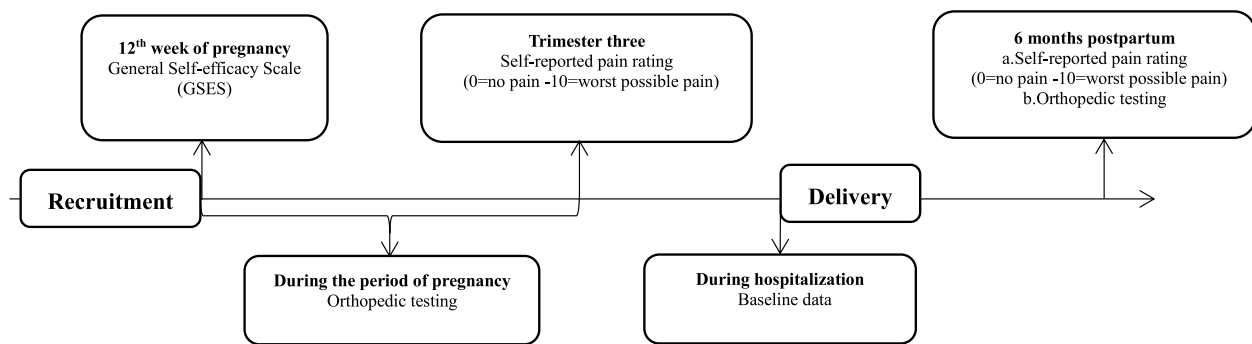 12th week of pregnancy
General Self-efficacy Scale
(GSES)
Trimester three
Self-reported pain rating
(0=no pain -10=worst possible pain)
6 months postpartum
a.Self-reported pain rating
(0=no pain -10=worst possible pain)
b.Orthopedic testing
Recruitment
Delivery
During the period of pregnancy
Orthopedic testing
During hospitalization
Baseline data